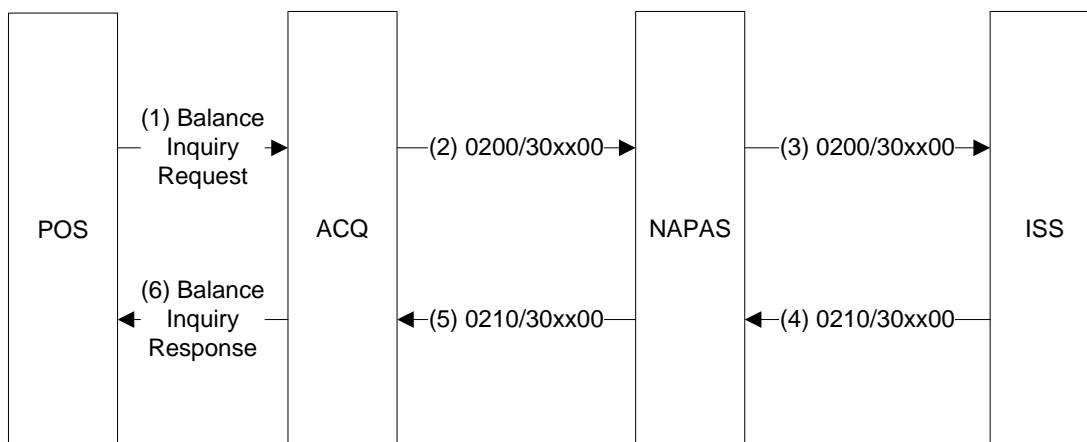 (1) Balance
Inquiry
Request
(2) 0200/30xx00
(3) 0200/30xx00
POS
ACQ
NAPAS
ISS
(6) Balance
Inquiry
Response
(5) 0210/30xx00
(4) 0210/30xx00